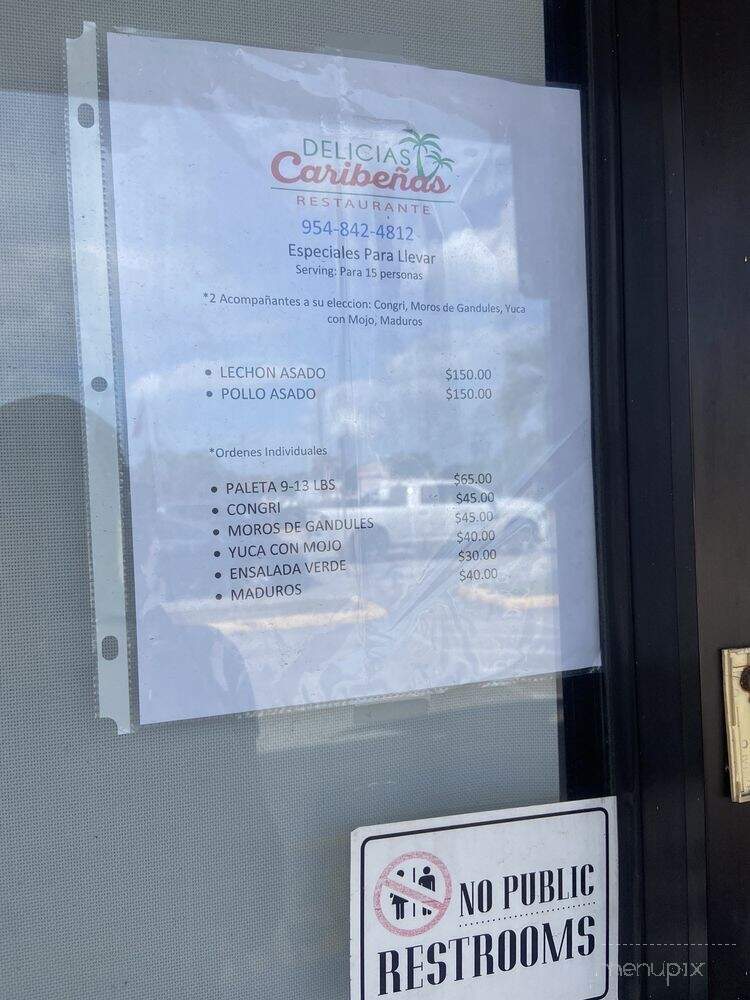 DELICIAS
Caribeñas
RESTAURANTE
954-842-4812
Especiales Para Llevar
Serving: Para 15 personas
*2 Acompañantes a su eleccion: Congri, Moros de Gandules, Yuca
con Mojo, Maduros
• LECHON ASADO $150.00
• POLLO ASADO $150.00
*Ordenes Individuales
• PALETA 9-13 LBS $65.00
• CONGRI $45.00
• MOROS DE GANDULES $45.00
• YUCA CON MOJO $40.00
• ENSALADA VERDE $30.00
• MADUROS $40.00
NO PUBLIC
RESTROOMS
menupix